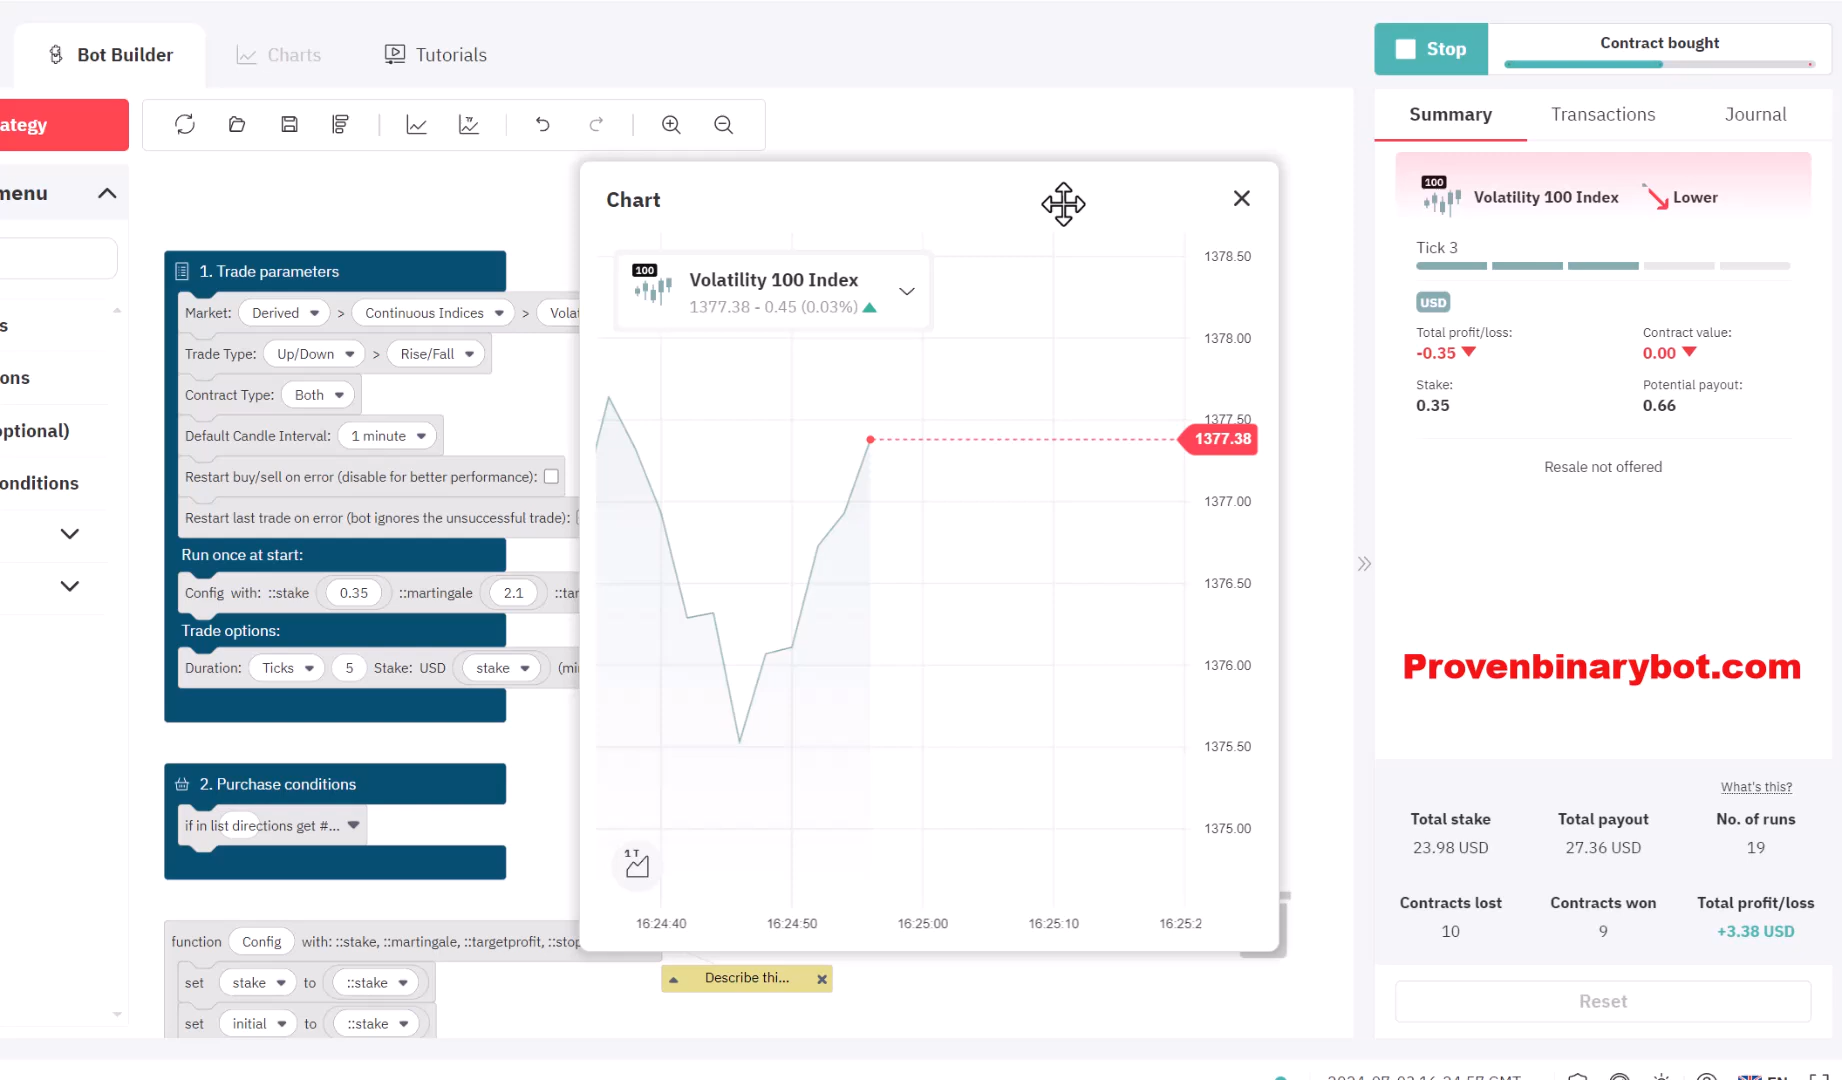 Bot Builder
Charts
Tutorials
Stop
Contract bought
ategy
Summary
Transactions
Journal
menu
Chart
100
Volatility 100 Index
Lower
Tick 3
USD
Total profit/loss:
Contract value:
-0.35
0.00
Stake:
Potential payout:
0.35
0.66
Resale not offered
s
ons
optional)
onditions
1. Trade parameters
Market: Derived > Continuous Indices > Volat
Trade Type: Up/Down > Rise/Fall
Contract Type: Both
Default Candle Interval: 1 minute
Restart buy/sell on error (disable for better performance):
Restart last trade on error (bot ignores the unsuccessful trade):
Run once at start:
Config with: ::stake 0.35 ::martingale 2.1 ::tar
Trade options:
Duration: Ticks 5 Stake: USD stake (mi
2. Purchase conditions
if in list directions get #...
function Config with: ::stake, ::martingale, ::targetprofit, ::stop
set stake to ::stake
set initial to ::stake
100
Volatility 100 Index
1377.38 - 0.45 (0.03%)
1378.50
1378.00
1377.50
1377.38
1377.00
1376.50
1376.00
1375.50
1375.00
1T
16:24:40
16:24:50
16:25:00
16:25:10
16:25:2
Describe thi...
Provenbinarybot.com
What's this?
Total stake
Total payout
No. of runs
23.98 USD
27.36 USD
19
Contracts lost
Contracts won
Total profit/loss
10
9
+3.38 USD
Reset
2024-07-03 16:24:57 GMT
EN